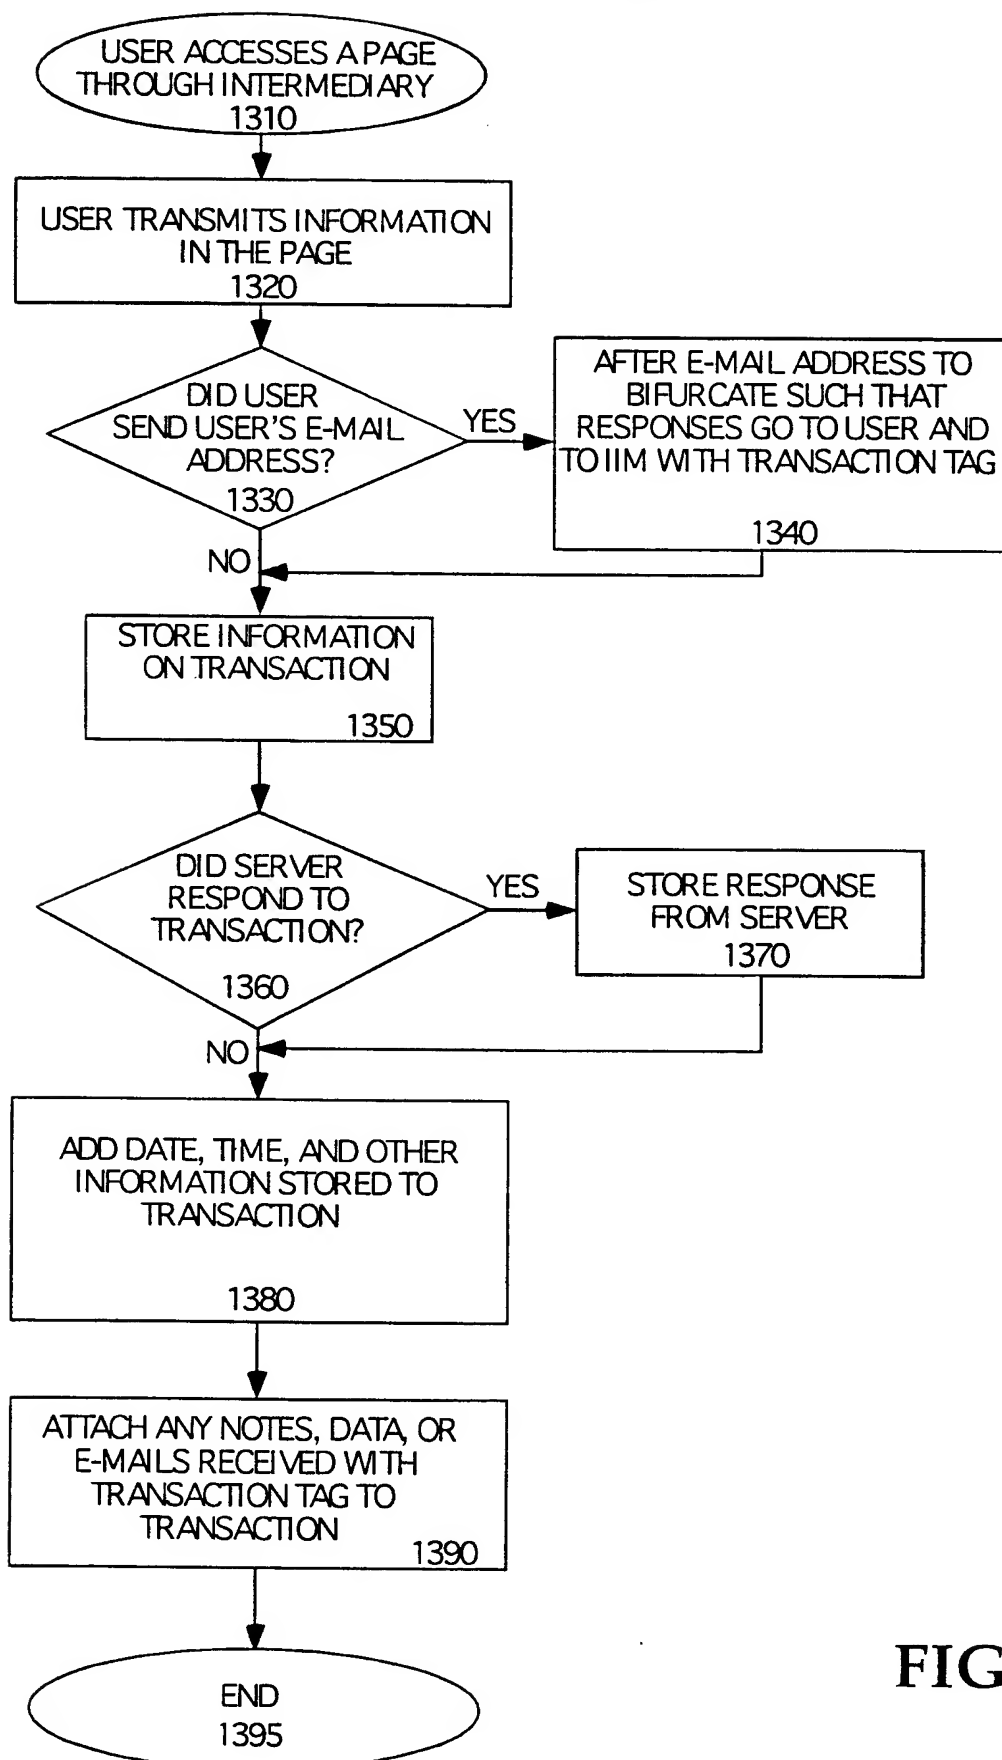 USER ACCESSES A PAGE
THROUGH INTERMEDIARY
1310
USER TRANSMITS INFORMATION
IN THE PAGE
1320
DID USER
SEND USER'S E-MAIL
ADDRESS?
1330
YES
AFTER E-MAIL ADDRESS TO
BIFURCATE SUCH THAT
RESPONSES GO TO USER AND
TO IIM WITH TRANSACTION TAG
1340
NO
STORE INFORMATION
ON TRANSACTION
1350
DID SERVER
RESPOND TO
TRANSACTION?
1360
YES
STORE RESPONSE
FROM SERVER
1370
NO
ADD DATE, TIME, AND OTHER
INFORMATION STORED TO
TRANSACTION
1380
ATTACH ANY NOTES, DATA, OR
E-MAILS RECEIVED WITH
TRANSACTION TAG TO
TRANSACTION
1390
END
1395
FIG